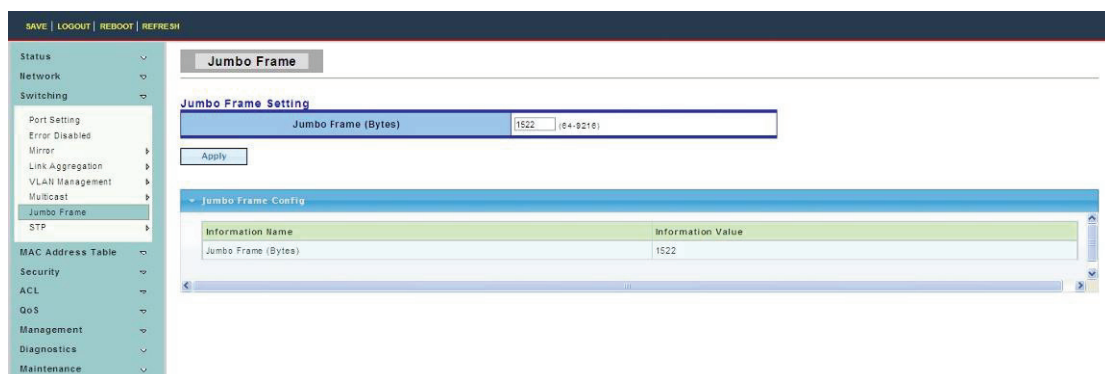 SAVE | LOGOUT | REBOOT | REFRESH
Status
Network
Switching
Port Setting
Error Disabled
Mirror
Link Aggregation
VLAN Management
Multicast
Jumbo Frame
STP
MAC Address Table
Security
ACL
QoS
Management
Diagnostics
Maintenance
Jumbo Frame
Jumbo Frame Setting
Jumbo Frame (Bytes) 1522 (64-9216)
Apply
Jumbo Frame Config
Information Name Information Value
Jumbo Frame (Bytes) 1522